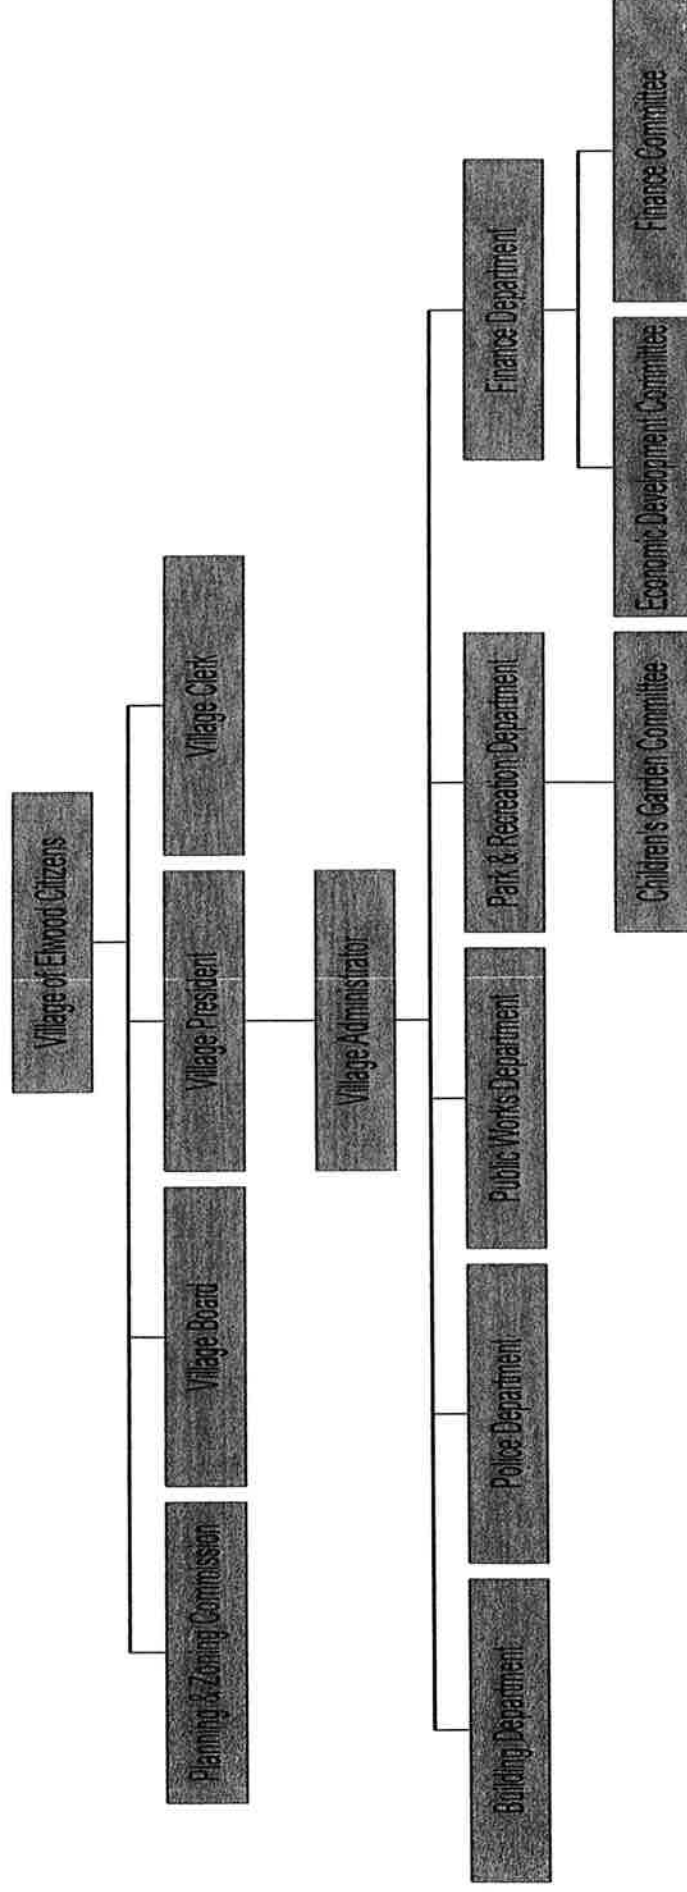 Village of Elwood Citizens
Planning & Zoning Commission
Village Board
Village President
Village Clerk
Village Administrator
Building Department
Police Department
Public Works Department
Park & Recreation Department
Finance Department
Children's Garden Committee
Economic Development Committee
Finance Committee